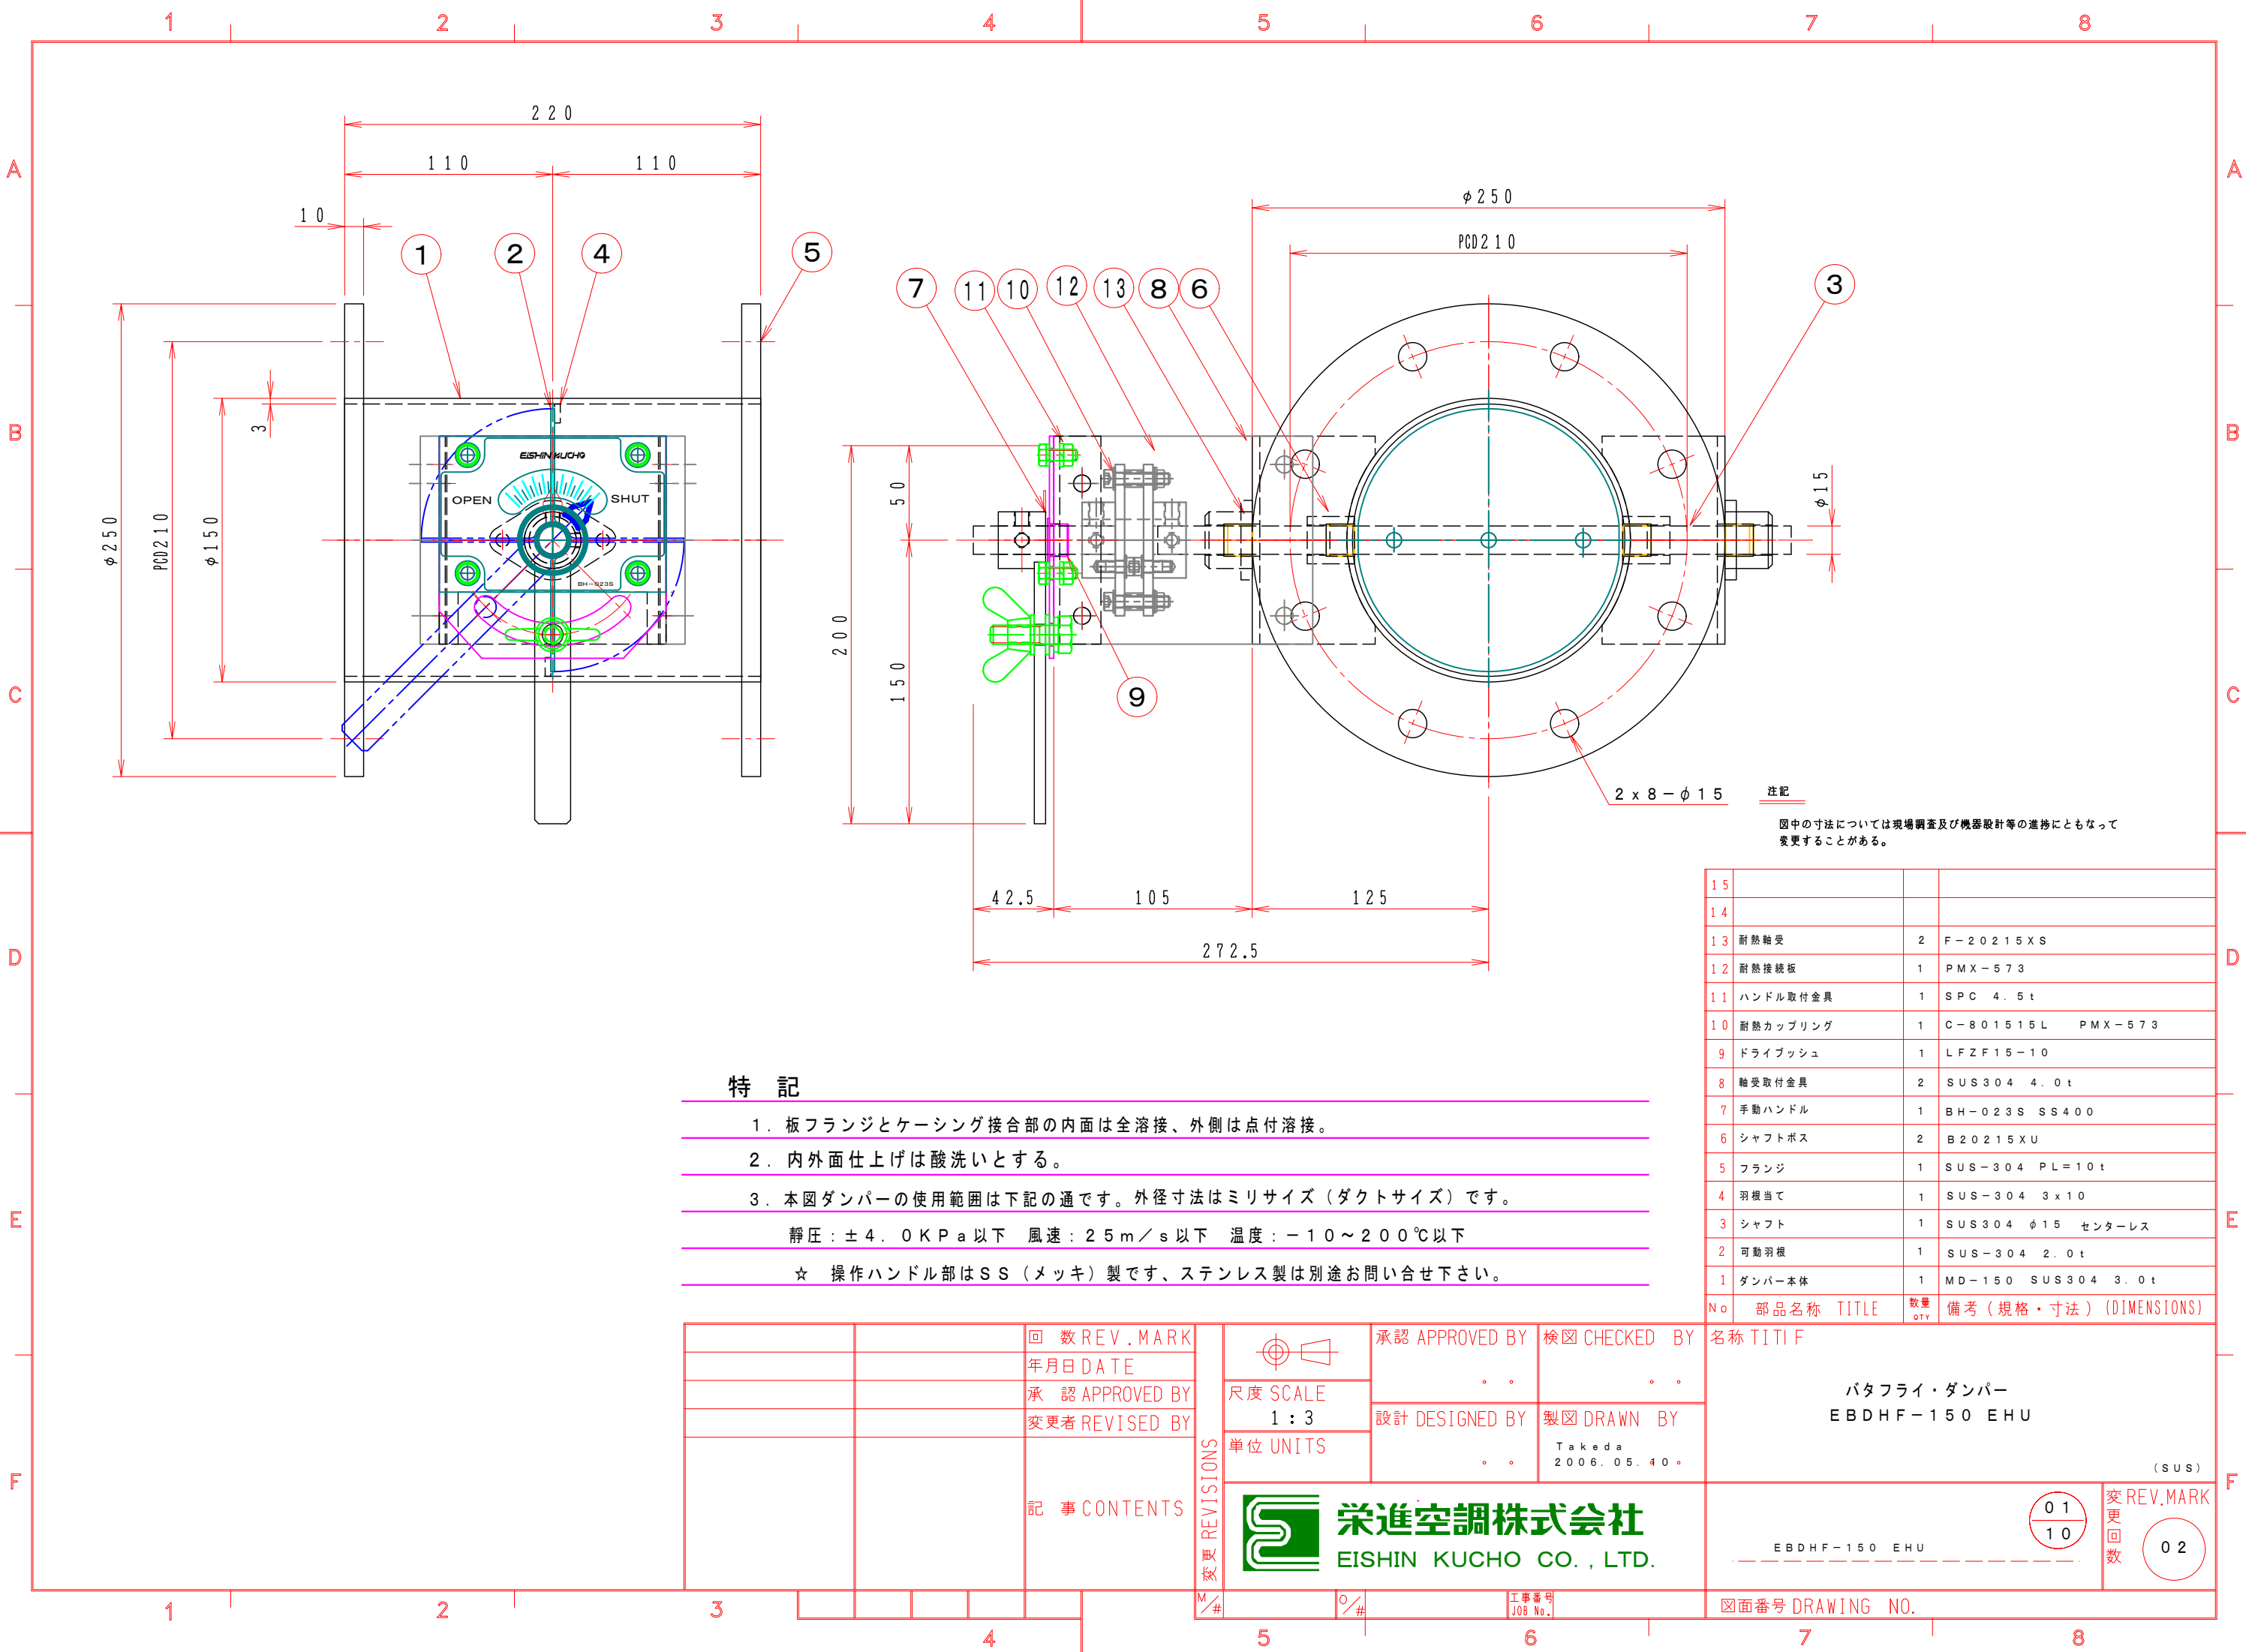 1 2 3 4 5 6 7 8
A A
B B
C C
D D
E E
F F
220
110 110
10
1 2 4 5
φ250
PCD210
φ150
3
EISHIN KUCHO
OPEN SHUT
BH-023S
φ250
PCD210
7 11 10 12 13 8 6 3
50
200
150
φ15
9
2x8-φ15
42.5 105 125
272.5
注記
図中の寸法については現場調査及び機器設計等の進捗にともなって
変更することがある。
15
14
13 耐熱軸受 2 F-20215XS
12 耐熱接続板 1 PMX-573
11 ハンドル取付金具 1 SPC 4.5t
10 耐熱カップリング 1 C-801515L PMX-573
9 ドライブッシュ 1 LFZF15-10
8 軸受取付金具 2 SUS304 4.0t
7 手動ハンドル 1 BH-023S SS400
6 シャフトボス 2 B20215XU
5 フランジ 1 SUS-304 PL=10t
4 羽根当て 1 SUS-304 3x10
3 シャフト 1 SUS304 φ15 センターレス
2 可動羽根 1 SUS-304 2.0t
1 ダンパー本体 1 MD-150 SUS304 3.0t
No 部品名称 TITLE 数量 QTY 備考(規格・寸法)(DIMENSIONS)
特 記
1. 板フランジとケーシング接合部の内面は全溶接、外側は点付溶接。
2. 内外面仕上げは酸洗いとする。
3. 本図ダンパーの使用範囲は下記の通です。外径寸法はミリサイズ(ダクトサイズ)です。
靜圧:±4.0KPa以下 風速:25m/s以下 温度:-10~200℃以下
☆ 操作ハンドル部はSS(メッキ)製です、ステンレス製は別途お問い合せ下さい。
回 数 REV.MARK
年月日 DATE
承 認 APPROVED BY
変更者 REVISED BY
記 事 CONTENTS
変更 REVISIONS
尺度 SCALE
1:3
単位 UNITS
承認 APPROVED BY
検図 CHECKED BY
設計 DESIGNED BY
製図 DRAWN BY
Takeda
2006.05.10
名称 TITLE
バタフライ・ダンパー
EBDHF-150 EHU
(SUS)
栄進空調株式会社
EISHIN KUCHO CO., LTD.
EBDHF-150 EHU
01
10
変更回数 REV.MARK
02
M/# O/# 工事番号 JOB No.
図面番号 DRAWING NO.
1 2 3 4 5 6 7 8